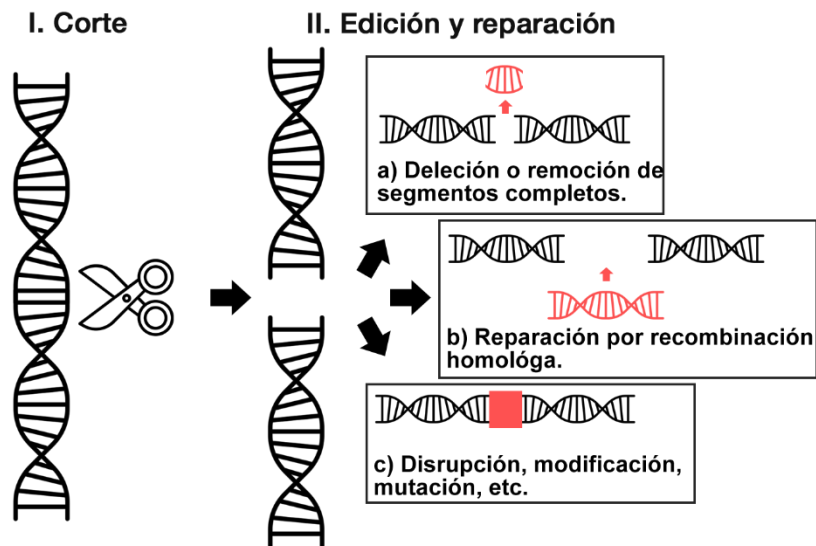 I. Corte
II. Edición y reparación
a) Deleción o remoción de
segmentos completos.
b) Reparación por recombinación
homológa.
c) Disrupción, modificación,
mutación, etc.